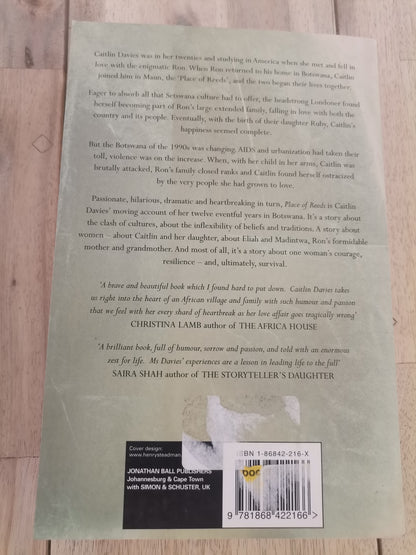 Caitlin Davies was in her twenties and studying in America when she met and fell in
love with the enigmatic Ron. When Ron returned to his home in Botswana, Caitlin
joined him in Maun, the 'Place of Reeds', and the two began their lives together.
Eager to absorb all that Setswana culture had to offer, the headstrong Londoner found
herself becoming part of Ron's large extended family, falling in love with both the
country and its people. Eventually, with the birth of their daughter Ruby, Caitlin's
happiness seemed complete.
But the Botswana of the 1990s was changing. AIDS and urbanization had taken their
toll, violence was on the increase. When, with her child in her arms, Caitlin was
brutally attacked, Ron's family closed ranks and Caitlin found herself ostracized
by the very people she had grown to love.
Passionate, hilarious, dramatic and heartbreaking in turn, Place of Reeds is Caitlin
Davies' moving account of her twelve eventful years in Botswana. It's a story about
the clash of cultures, about the inflexibility of beliefs and traditions. A story about
women – about Caitlin and her daughter, about Eliah and Madintwa, Ron's formidable
mother and grandmother. And most of all, it's a story about one woman's courage,
resilience – and, ultimately, survival.
'A brave and beautiful book which I found hard to put down. Caitlin Davies takes
us right into the heart of an African village and family with such humour and passion
that we feel with her every shard of heartbreak as her love affair goes tragically wrong'
CHRISTINA LAMB author of THE AFRICA HOUSE
'A brilliant book, full of humour, sorrow and passion, and told with an enormous
zest for life. Ms Davies' experiences are a lesson in leading life to the full'
SAIRA SHAH author of THE STORYTELLER'S DAUGHTER
Cover design:
www.henrysteadman
JONATHAN BALL PUBLISHERS
Johannesburg & Cape Town
with SIMON & SCHUSTER, UK
ISBN 1-86842-216-X
9 781868 422166 >